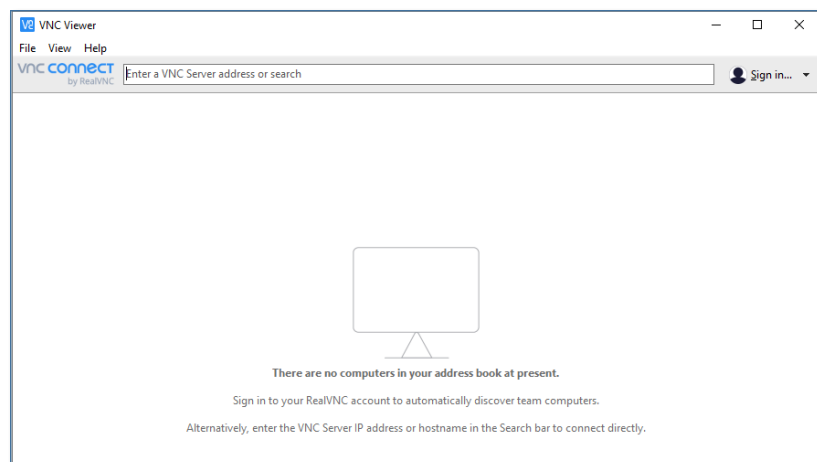 VNC Viewer
File View Help
VNC CONNECT
by RealVNC
Enter a VNC Server address or search
Sign in...
There are no computers in your address book at present.
Sign in to your RealVNC account to automatically discover team computers.
Alternatively, enter the VNC Server IP address or hostname in the Search bar to connect directly.